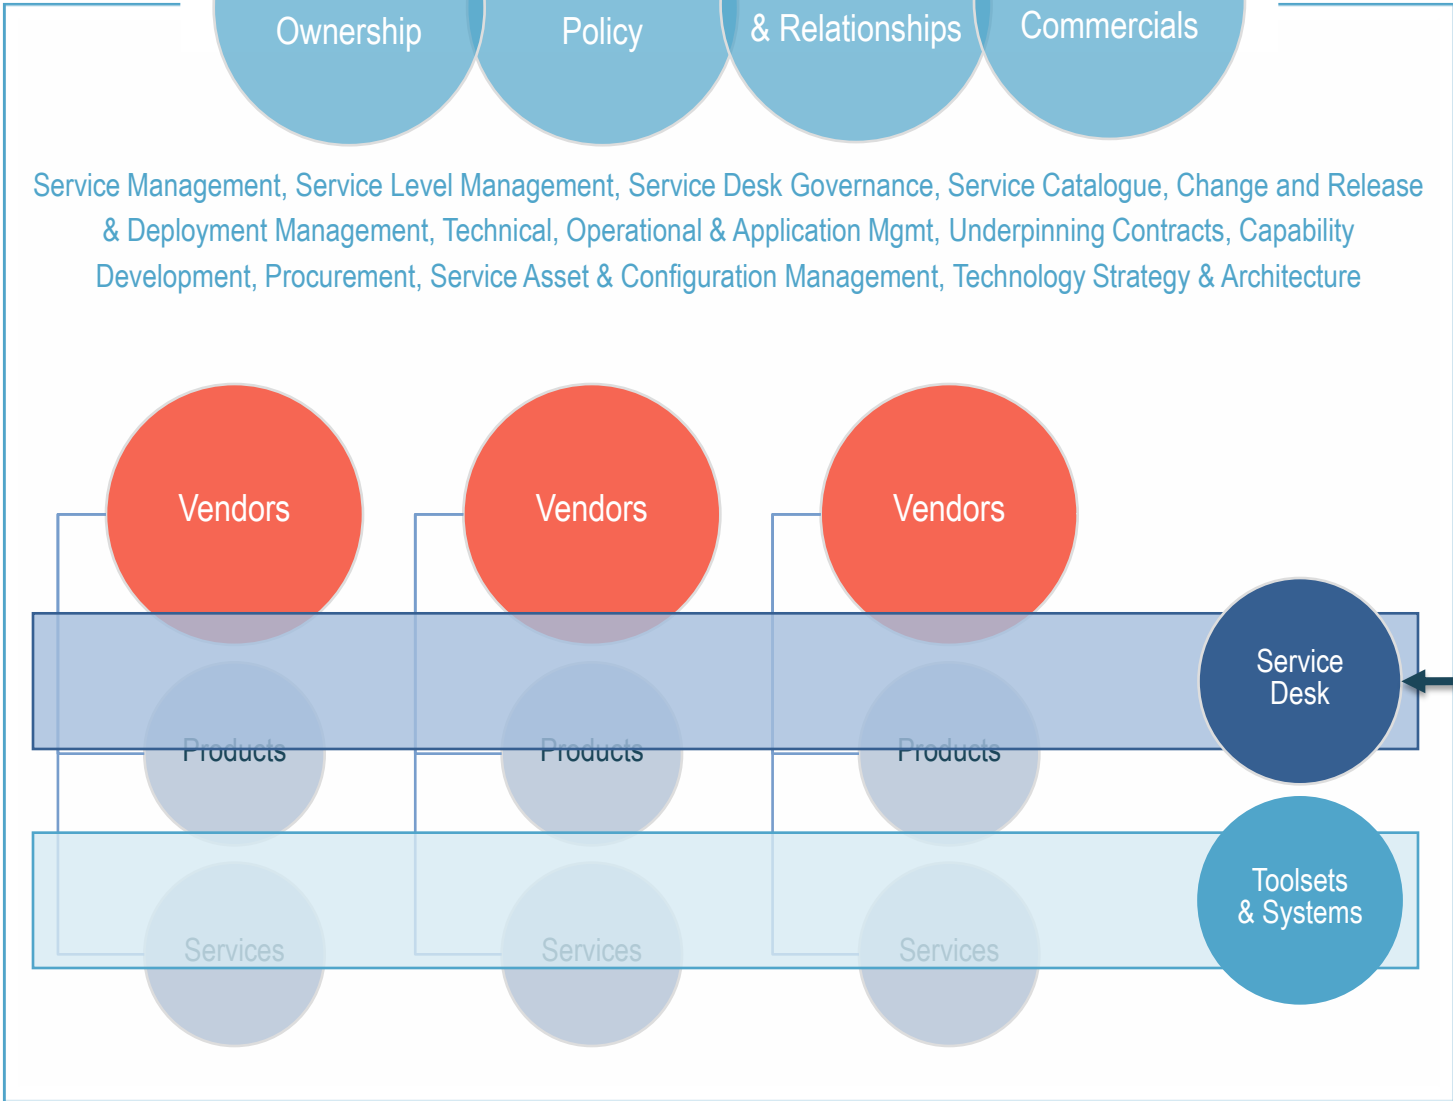 Ownership
Policy
& Relationships
Commercials
Service Management, Service Level Management, Service Desk Governance, Service Catalogue, Change and Release
& Deployment Management, Technical, Operational & Application Mgmt, Underpinning Contracts, Capability
Development, Procurement, Service Asset & Configuration Management, Technology Strategy & Architecture
Vendors
Vendors
Vendors
Service
Desk
Products
Products
Products
Toolsets
& Systems
Services
Services
Services